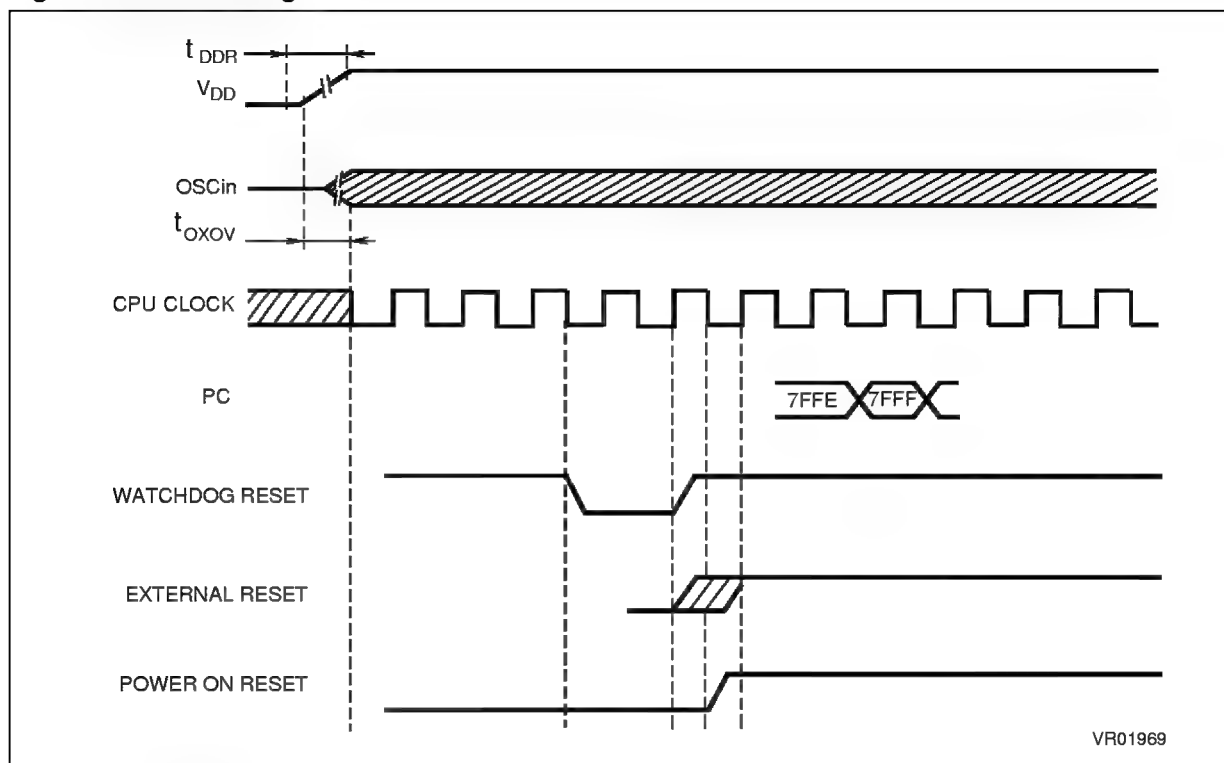 t DDR
VDD
OSCin
tOXOV
CPU CLOCK
PC
7FFE 7FFF
WATCHDOG RESET
EXTERNAL RESET
POWER ON RESET
VR01969